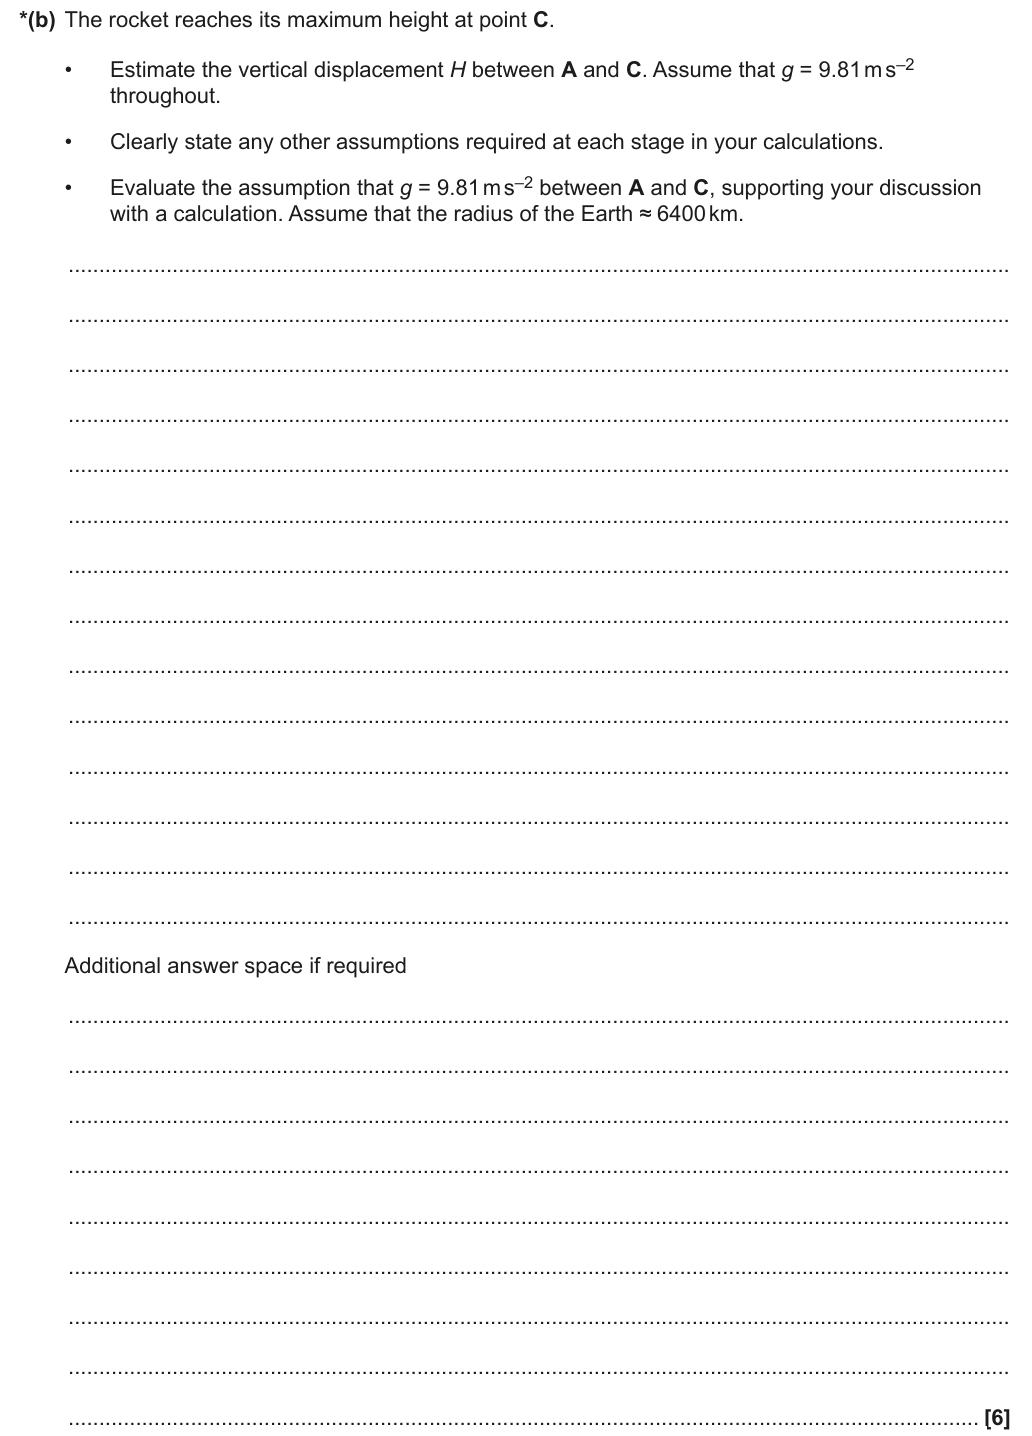 *(b) The rocket reaches its maximum height at point C.
• Estimate the vertical displacement H between A and C. Assume that g = 9.81 m s⁻²
throughout.
• Clearly state any other assumptions required at each stage in your calculations.
• Evaluate the assumption that g = 9.81 m s⁻² between A and C, supporting your discussion
with a calculation. Assume that the radius of the Earth ≈ 6400 km.
Additional answer space if required
[6]